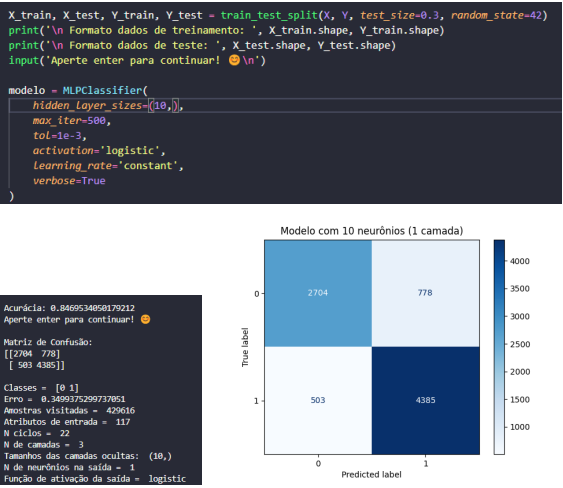 X_train, X_test, Y_train, Y_test = train_test_split(X, Y, test_size=0.3, random_state=42)
print('\n Formato dados de treinamento: ', X_train.shape, Y_train.shape)
print('\n Formato dados de teste: ', X_test.shape, Y_test.shape)
input('Aperte enter para continuar! 😊\n')
modelo = MLPClassifier(
hidden_layer_sizes=(10,),
max_iter=500,
tol=1e-3,
activation='logistic',
learning_rate='constant',
verbose=True
)
Acurácia: 0.8469534050179212
Aperte enter para continuar! 😊
Matriz de Confusão:
[[2704 778]
[ 503 4385]]
Classes = [0 1]
Erro = 0.3499375299737051
Amostras visitadas = 429616
Atributos de entrada = 117
N ciclos = 22
N de camadas = 3
Tamanhos das camadas ocultas: (10,)
N de neurônios na saída = 1
Função de ativação da saída = logistic
Modelo com 10 neurônios (1 camada)
True label
0
2704
778
1
503
4385
0
1
Predicted label
4000
3500
3000
2500
2000
1500
1000